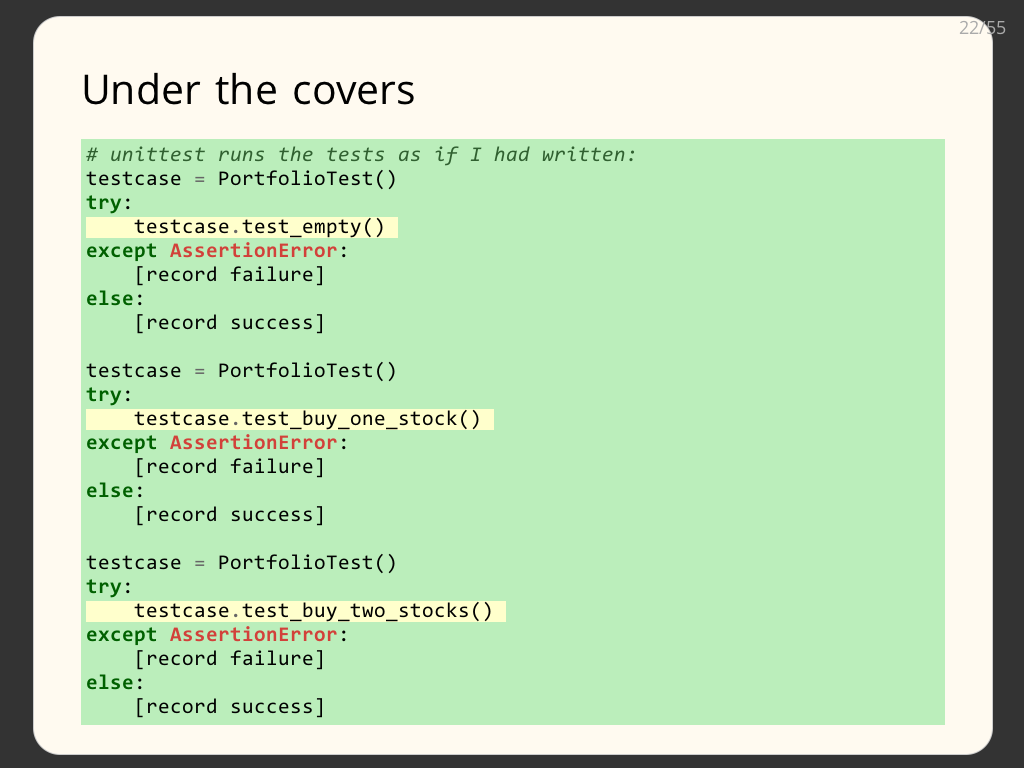 22/55
Under the covers
# unittest runs the tests as if I had written:
testcase = PortfolioTest()
try:
    testcase.test_empty()
except AssertionError:
    [record failure]
else:
    [record success]

testcase = PortfolioTest()
try:
    testcase.test_buy_one_stock()
except AssertionError:
    [record failure]
else:
    [record success]

testcase = PortfolioTest()
try:
    testcase.test_buy_two_stocks()
except AssertionError:
    [record failure]
else:
    [record success]